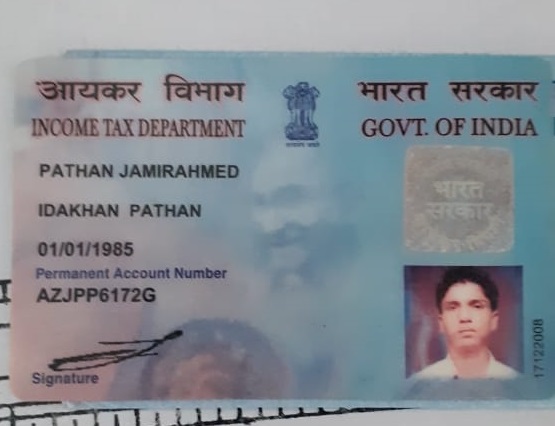 आयकर विभाग
INCOME TAX DEPARTMENT
भारत सरकार
GOVT. OF INDIA
PATHAN JAMIRAHMED
IDAKHAN PATHAN
01/01/1985
Permanent Account Number
AZJPP6172G
Signature
भारत
सरकार
17122008